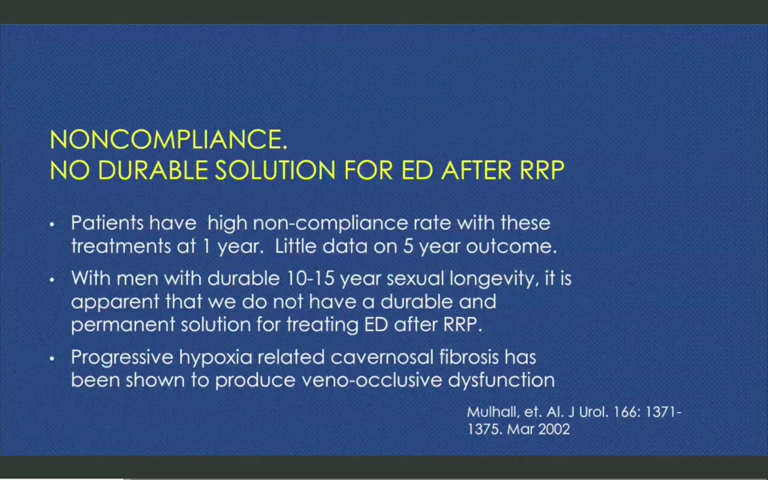 NONCOMPLIANCE.
NO DURABLE SOLUTION FOR ED AFTER RRP
• Patients have high non-compliance rate with these
treatments at 1 year. Little data on 5 year outcome.
• With men with durable 10-15 year sexual longevity, it is
apparent that we do not have a durable and
permanent solution for treating ED after RRP.
• Progressive hypoxia related cavernosal fibrosis has
been shown to produce veno-occlusive dysfunction
Mulhall, et. Al. J Urol. 166: 1371-
1375. Mar 2002